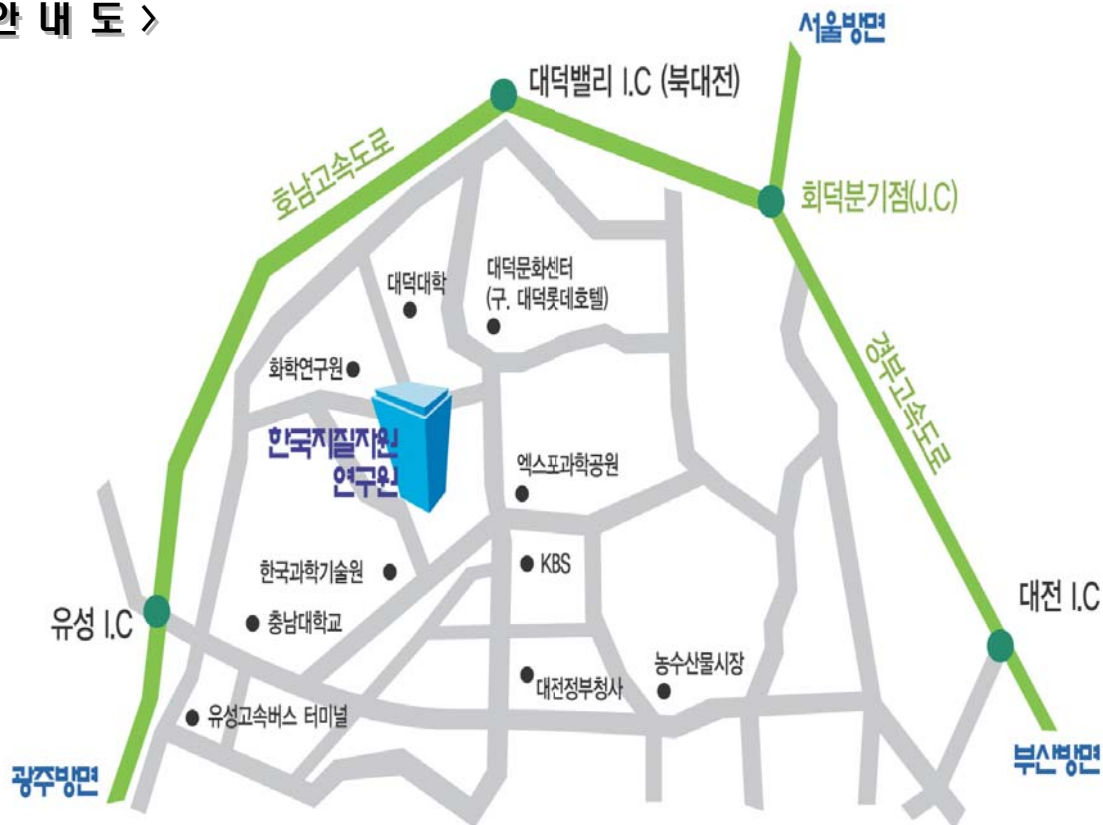 안 내 도 >
서울방면
대덕밸리 I.C (북대전)
호남고속도로
회덕분기점(J.C)
대덕대학
대덕문화센터
(구. 대덕롯데호텔)
화학연구원
경부고속도로
한국지질자원
연구원
엑스포과학공원
KBS
한국과학기술원
대전 I.C
유성 I.C
충남대학교
농수산물시장
대전정부청사
유성고속버스 터미널
부산방면
광주방면